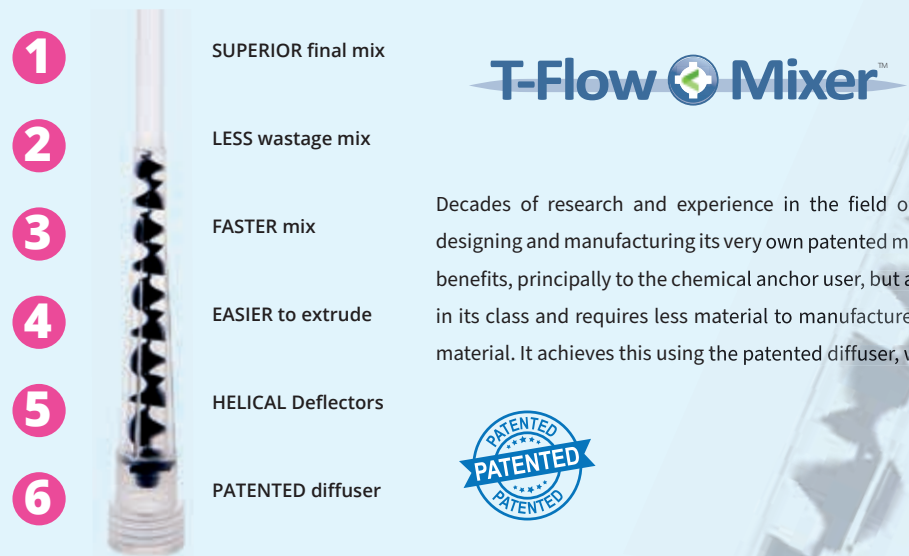 1
SUPERIOR final mix
2
LESS wastage mix
3
FASTER mix
4
EASIER to extrude
5
HELICAL Deflectors
6
PATENTED diffuser
T-Flow Mixer™
Decades of research and experience in the field
designing and manufacturing its very own patented
benefits, principally to the chemical anchor user, but
in its class and requires less material to manufacture
material. It achieves this using the patented diffuser,
PATENTED
PATENTED
PATENTED